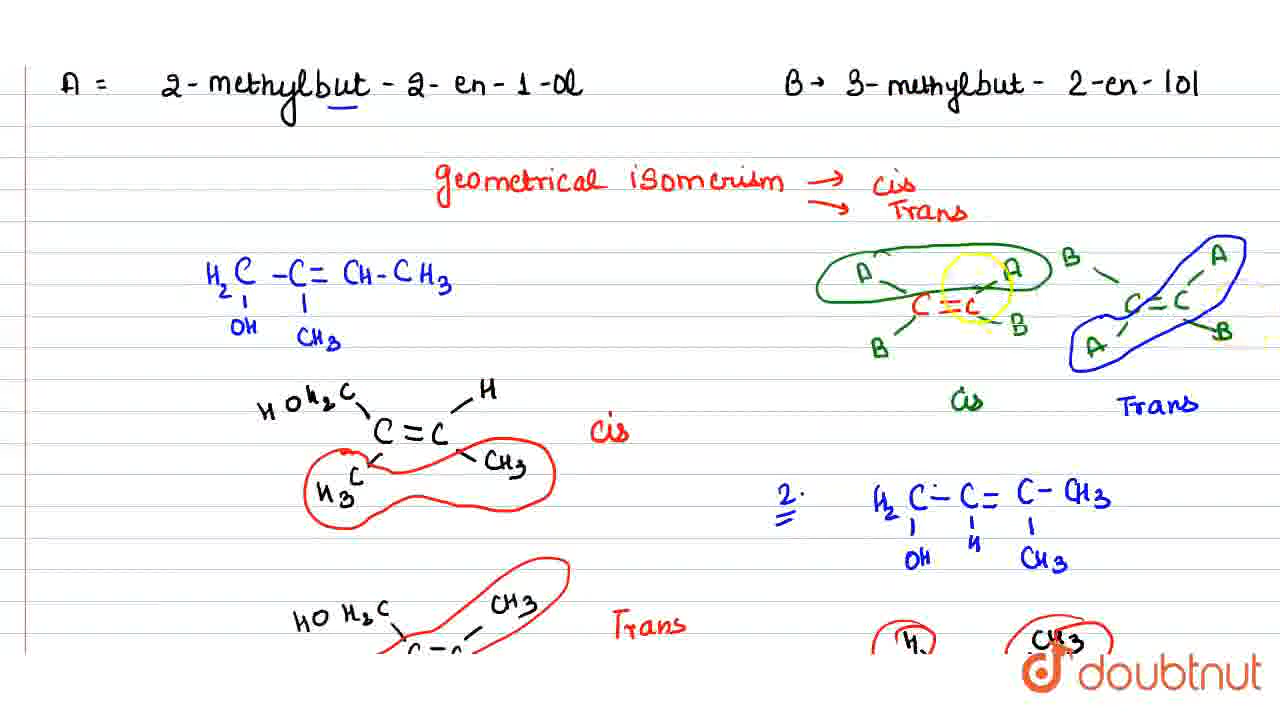 A = 2-methylbut-2-en-1-ol
B → 3-methylbut-2-en-1ol
geometrical isomerism → cis
→ Trans
H2C-C=CH-CH3
OH CH3
A A
C=C
B B
cis
B A
C=C
A B
Trans
HOH2C H
C=C
H3C CH3
cis
2. H2C-C=C-CH3
OH H CH3
HO H2C CH3
C=C
Trans
H CH3
doubtnut